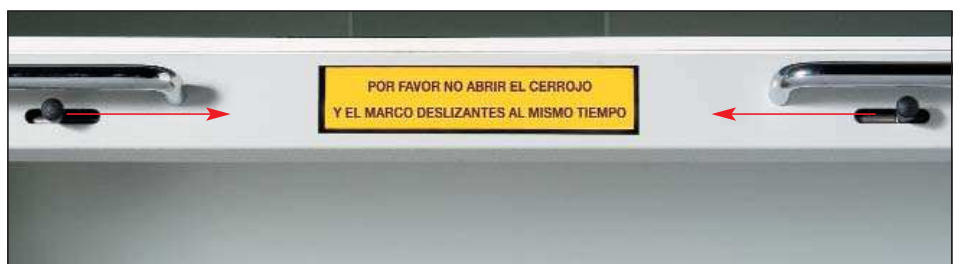 POR FAVOR NO ABRIR EL CERROJO
Y EL MARCO DESLIZANTES AL MISMO TIEMPO